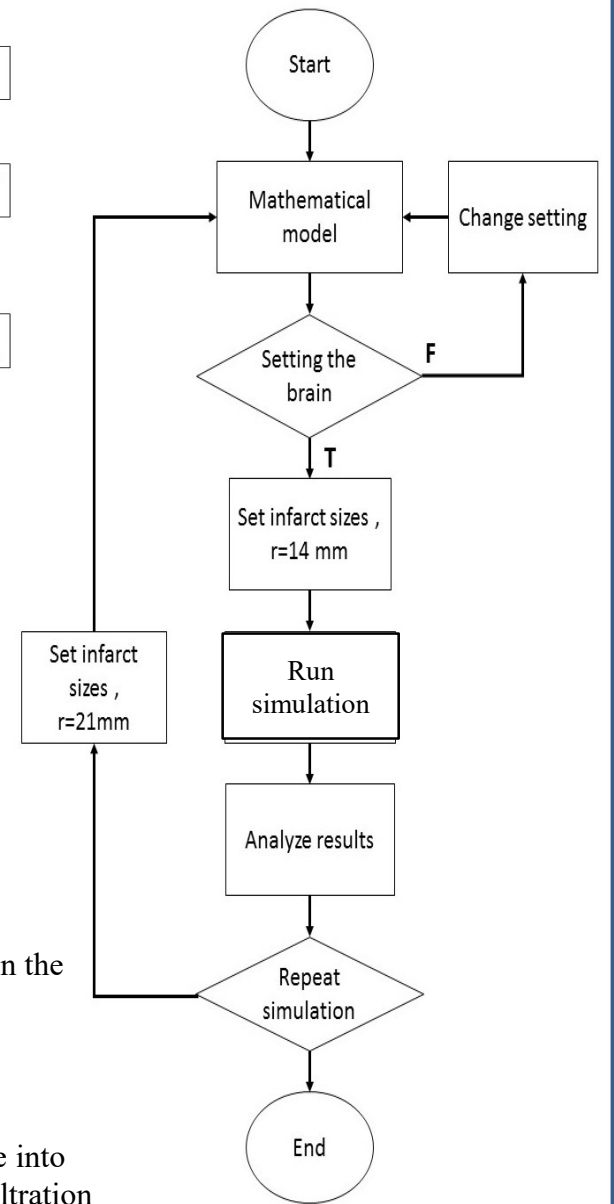 Start
Mathematical
model
Change setting
Setting the
brain
F
T
Set infarct sizes ,
r=14 mm
Set infarct
sizes ,
r=21mm
Run
simulation
Analyze results
Repeat
simulation
End
n the
e into
ltration